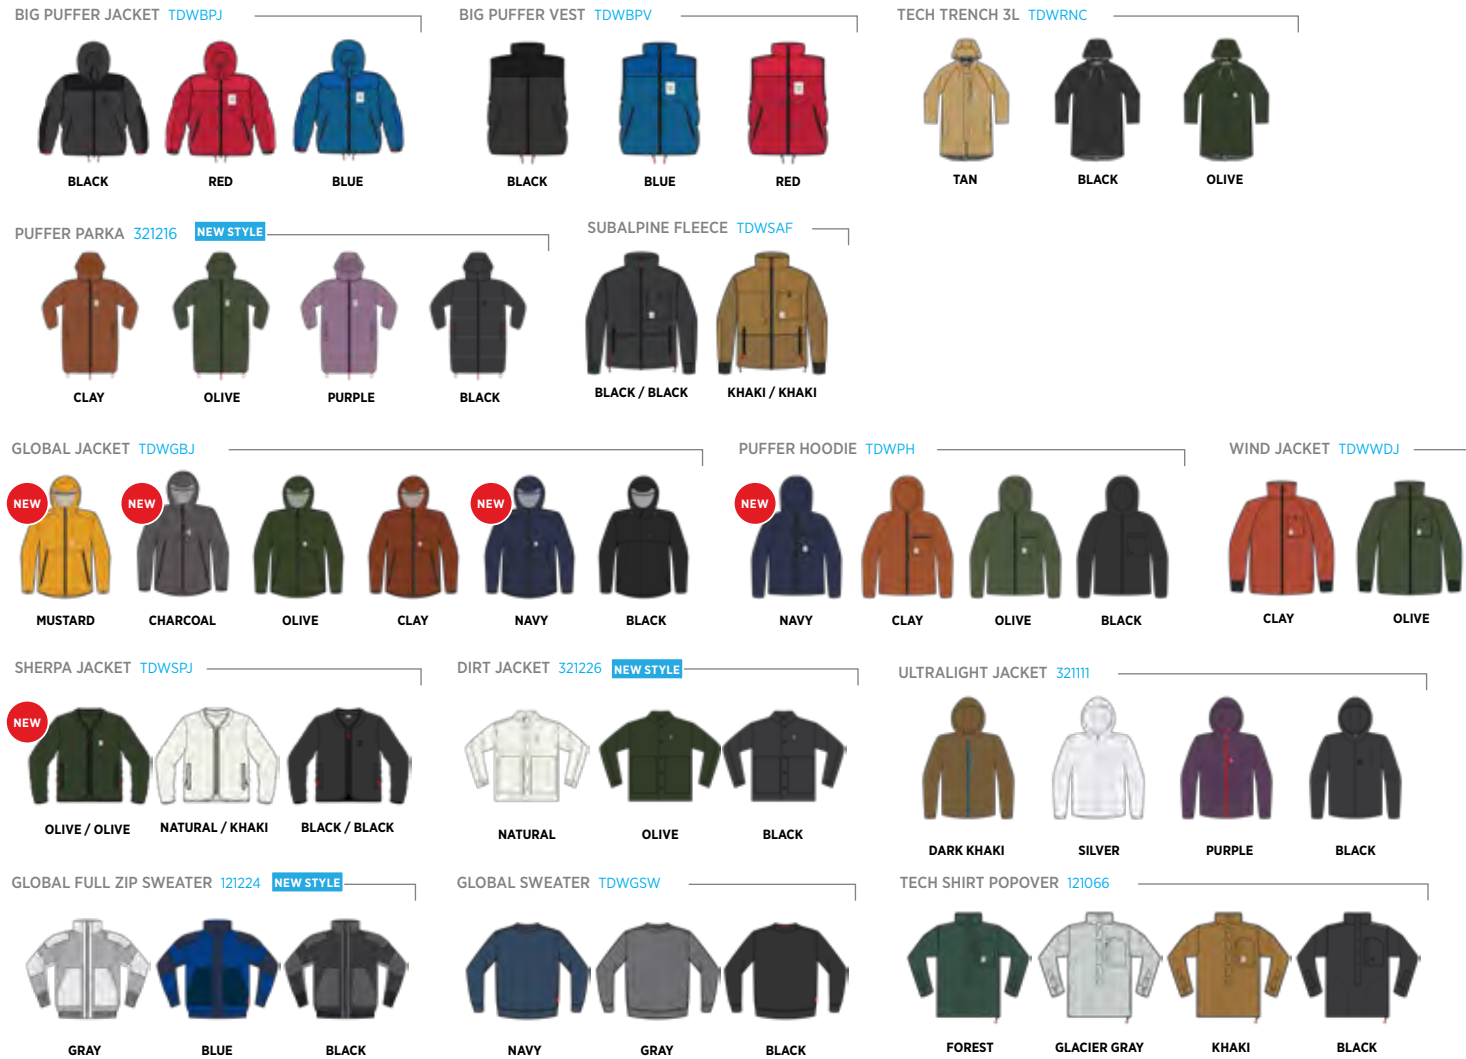 BIG PUFFER JACKET TDWBPJ
BLACK RED BLUE
BIG PUFFER VEST TDWBPV
BLACK BLUE RED
TECH TRENCH 3L TDWRNC
TAN BLACK OLIVE
PUFFER PARKA 321216 NEW STYLE
CLAY OLIVE PURPLE BLACK
SUBALPINE FLEECE TDWSAF
BLACK / BLACK KHAKI / KHAKI
GLOBAL JACKET TDWGBJ
NEW NEW NEW
MUSTARD CHARCOAL OLIVE CLAY NAVY BLACK
PUFFER HOODIE TDWPH
NEW
NAVY CLAY OLIVE BLACK
WIND JACKET TDWWDJ
CLAY OLIVE
SHERPA JACKET TDWSPJ
NEW
OLIVE / OLIVE NATURAL / KHAKI BLACK / BLACK
DIRT JACKET 321226 NEW STYLE
NATURAL OLIVE BLACK
ULTRALIGHT JACKET 321111
DARK KHAKI SILVER PURPLE BLACK
GLOBAL FULL ZIP SWEATER 121224 NEW STYLE
GRAY BLUE BLACK
GLOBAL SWEATER TDWGSW
NAVY GRAY BLACK
TECH SHIRT POPOVER 121066
FOREST GLACIER GRAY KHAKI BLACK